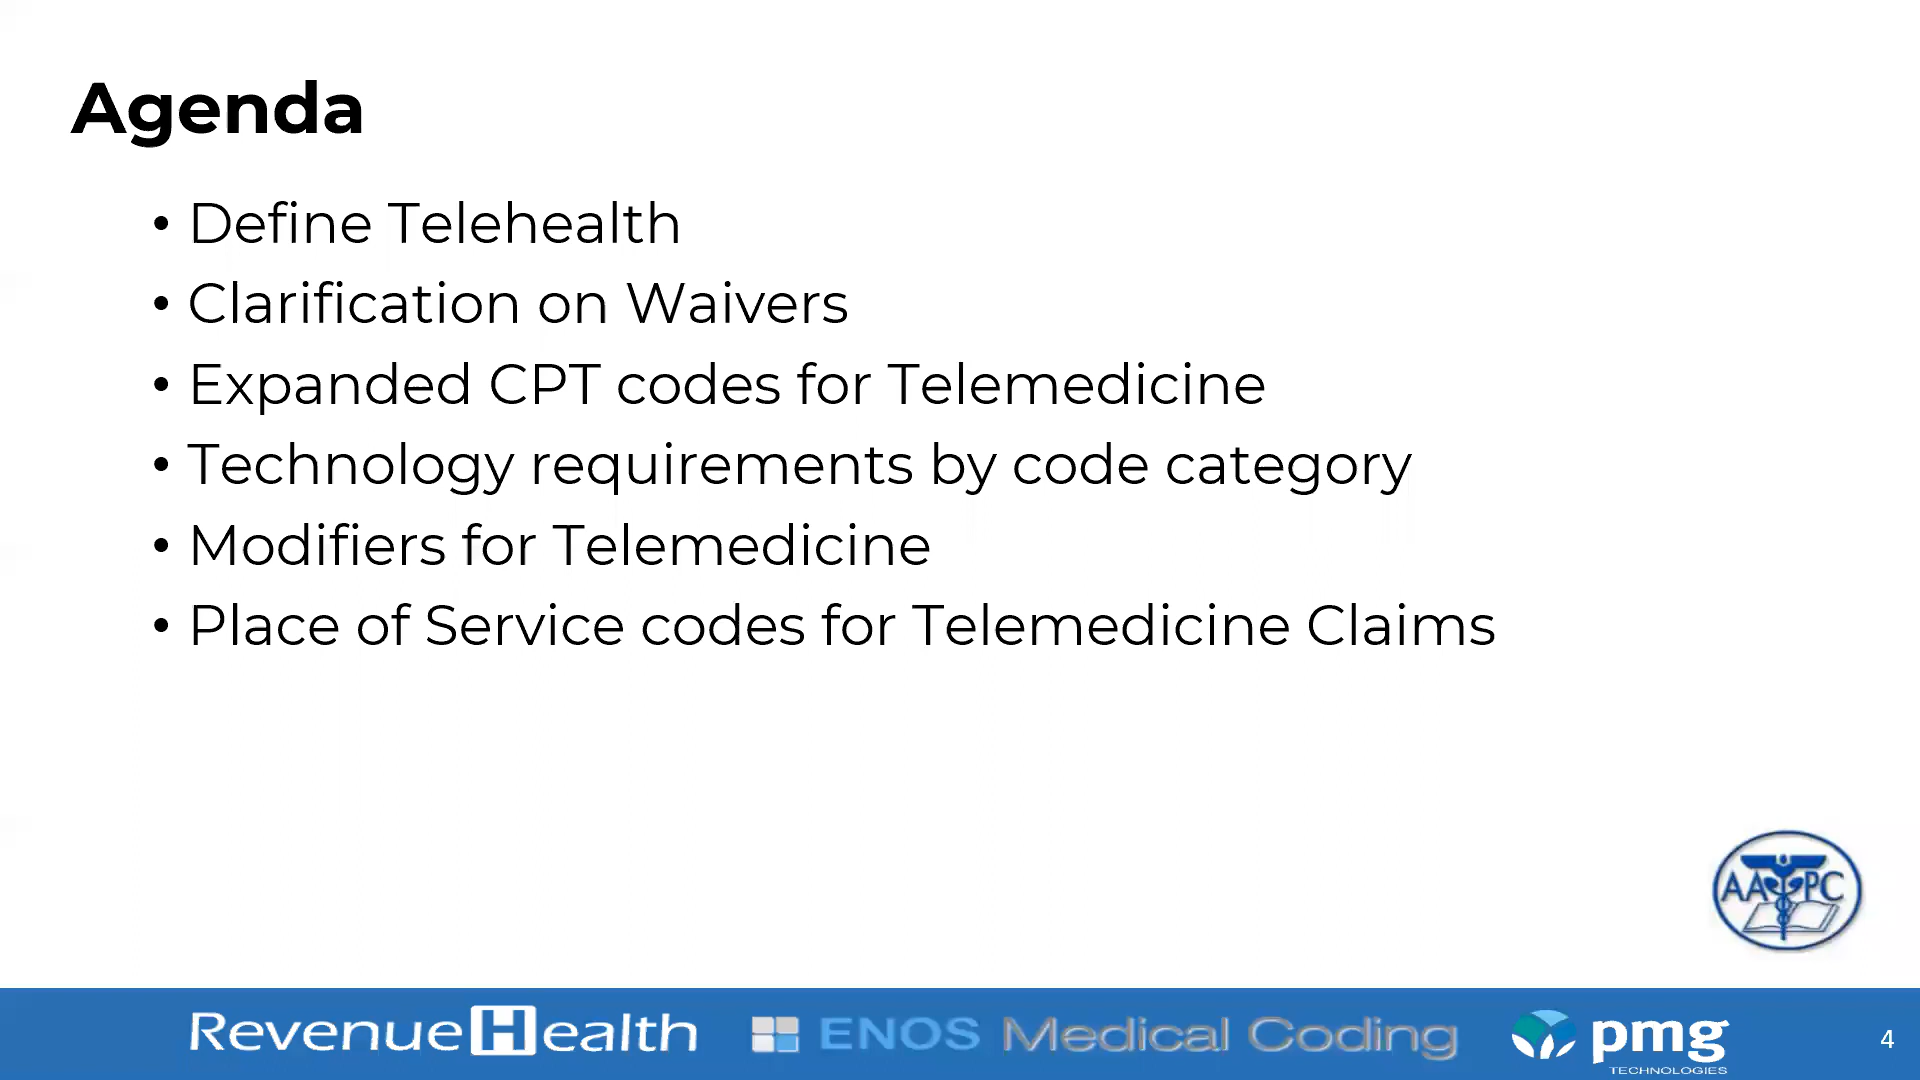 Agenda
• Define Telehealth
• Clarification on Waivers
• Expanded CPT codes for Telemedicine
• Technology requirements by code category
• Modifiers for Telemedicine
• Place of Service codes for Telemedicine Claims
AAPC
RevenueHealth
ENOS Medical Coding
pmg
TECHNOLOGIES
4